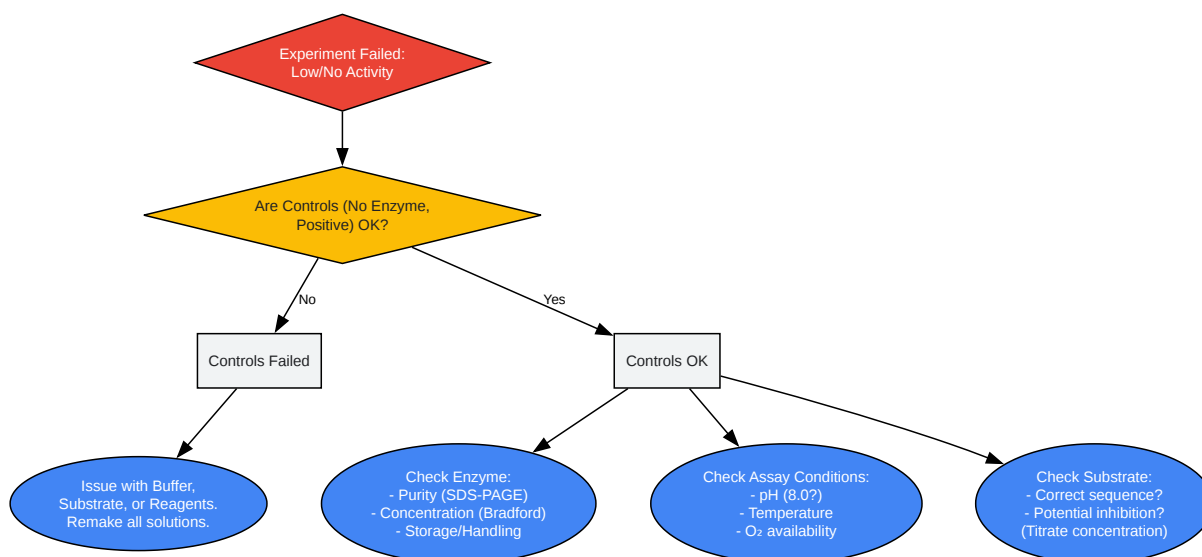 Experiment Failed:
Low/No Activity
Are Controls (No Enzyme,
Positive) OK?
No
Yes
Controls Failed
Controls OK
Issue with Buffer,
Substrate, or Reagents.
Remake all solutions.
Check Enzyme:
- Purity (SDS-PAGE)
- Concentration (Bradford)
- Storage/Handling
Check Assay Conditions:
- pH (8.0?)
- Temperature
- O₂ availability
Check Substrate:
- Correct sequence?
- Potential inhibition?
(Titrate concentration)